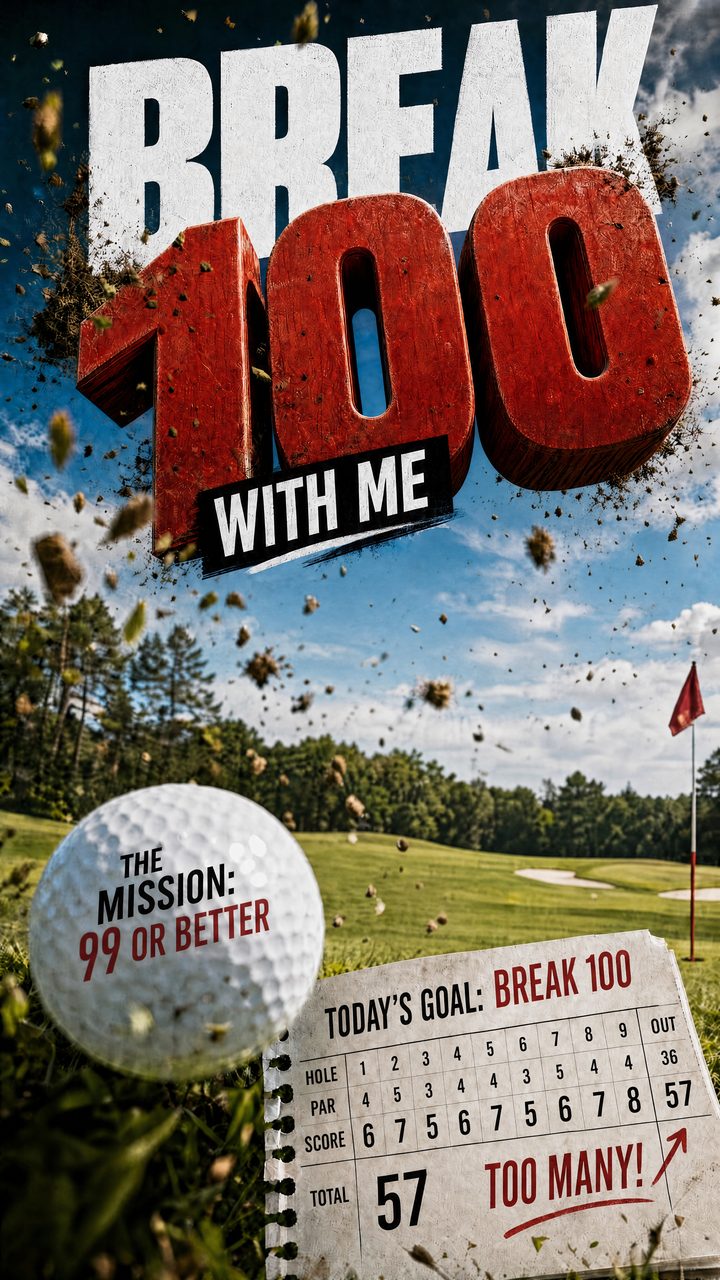 BREAK
100
WITH ME
THE
MISSION:
99 OR BETTER
TODAY'S GOAL: BREAK 100
HOLE 1 2 3 4 5 6 7 8 9 OUT
PAR 4 5 3 4 4 3 5 4 4 36
SCORE 6 7 5 6 7 5 6 7 8 57
TOTAL 57 TOO MANY!